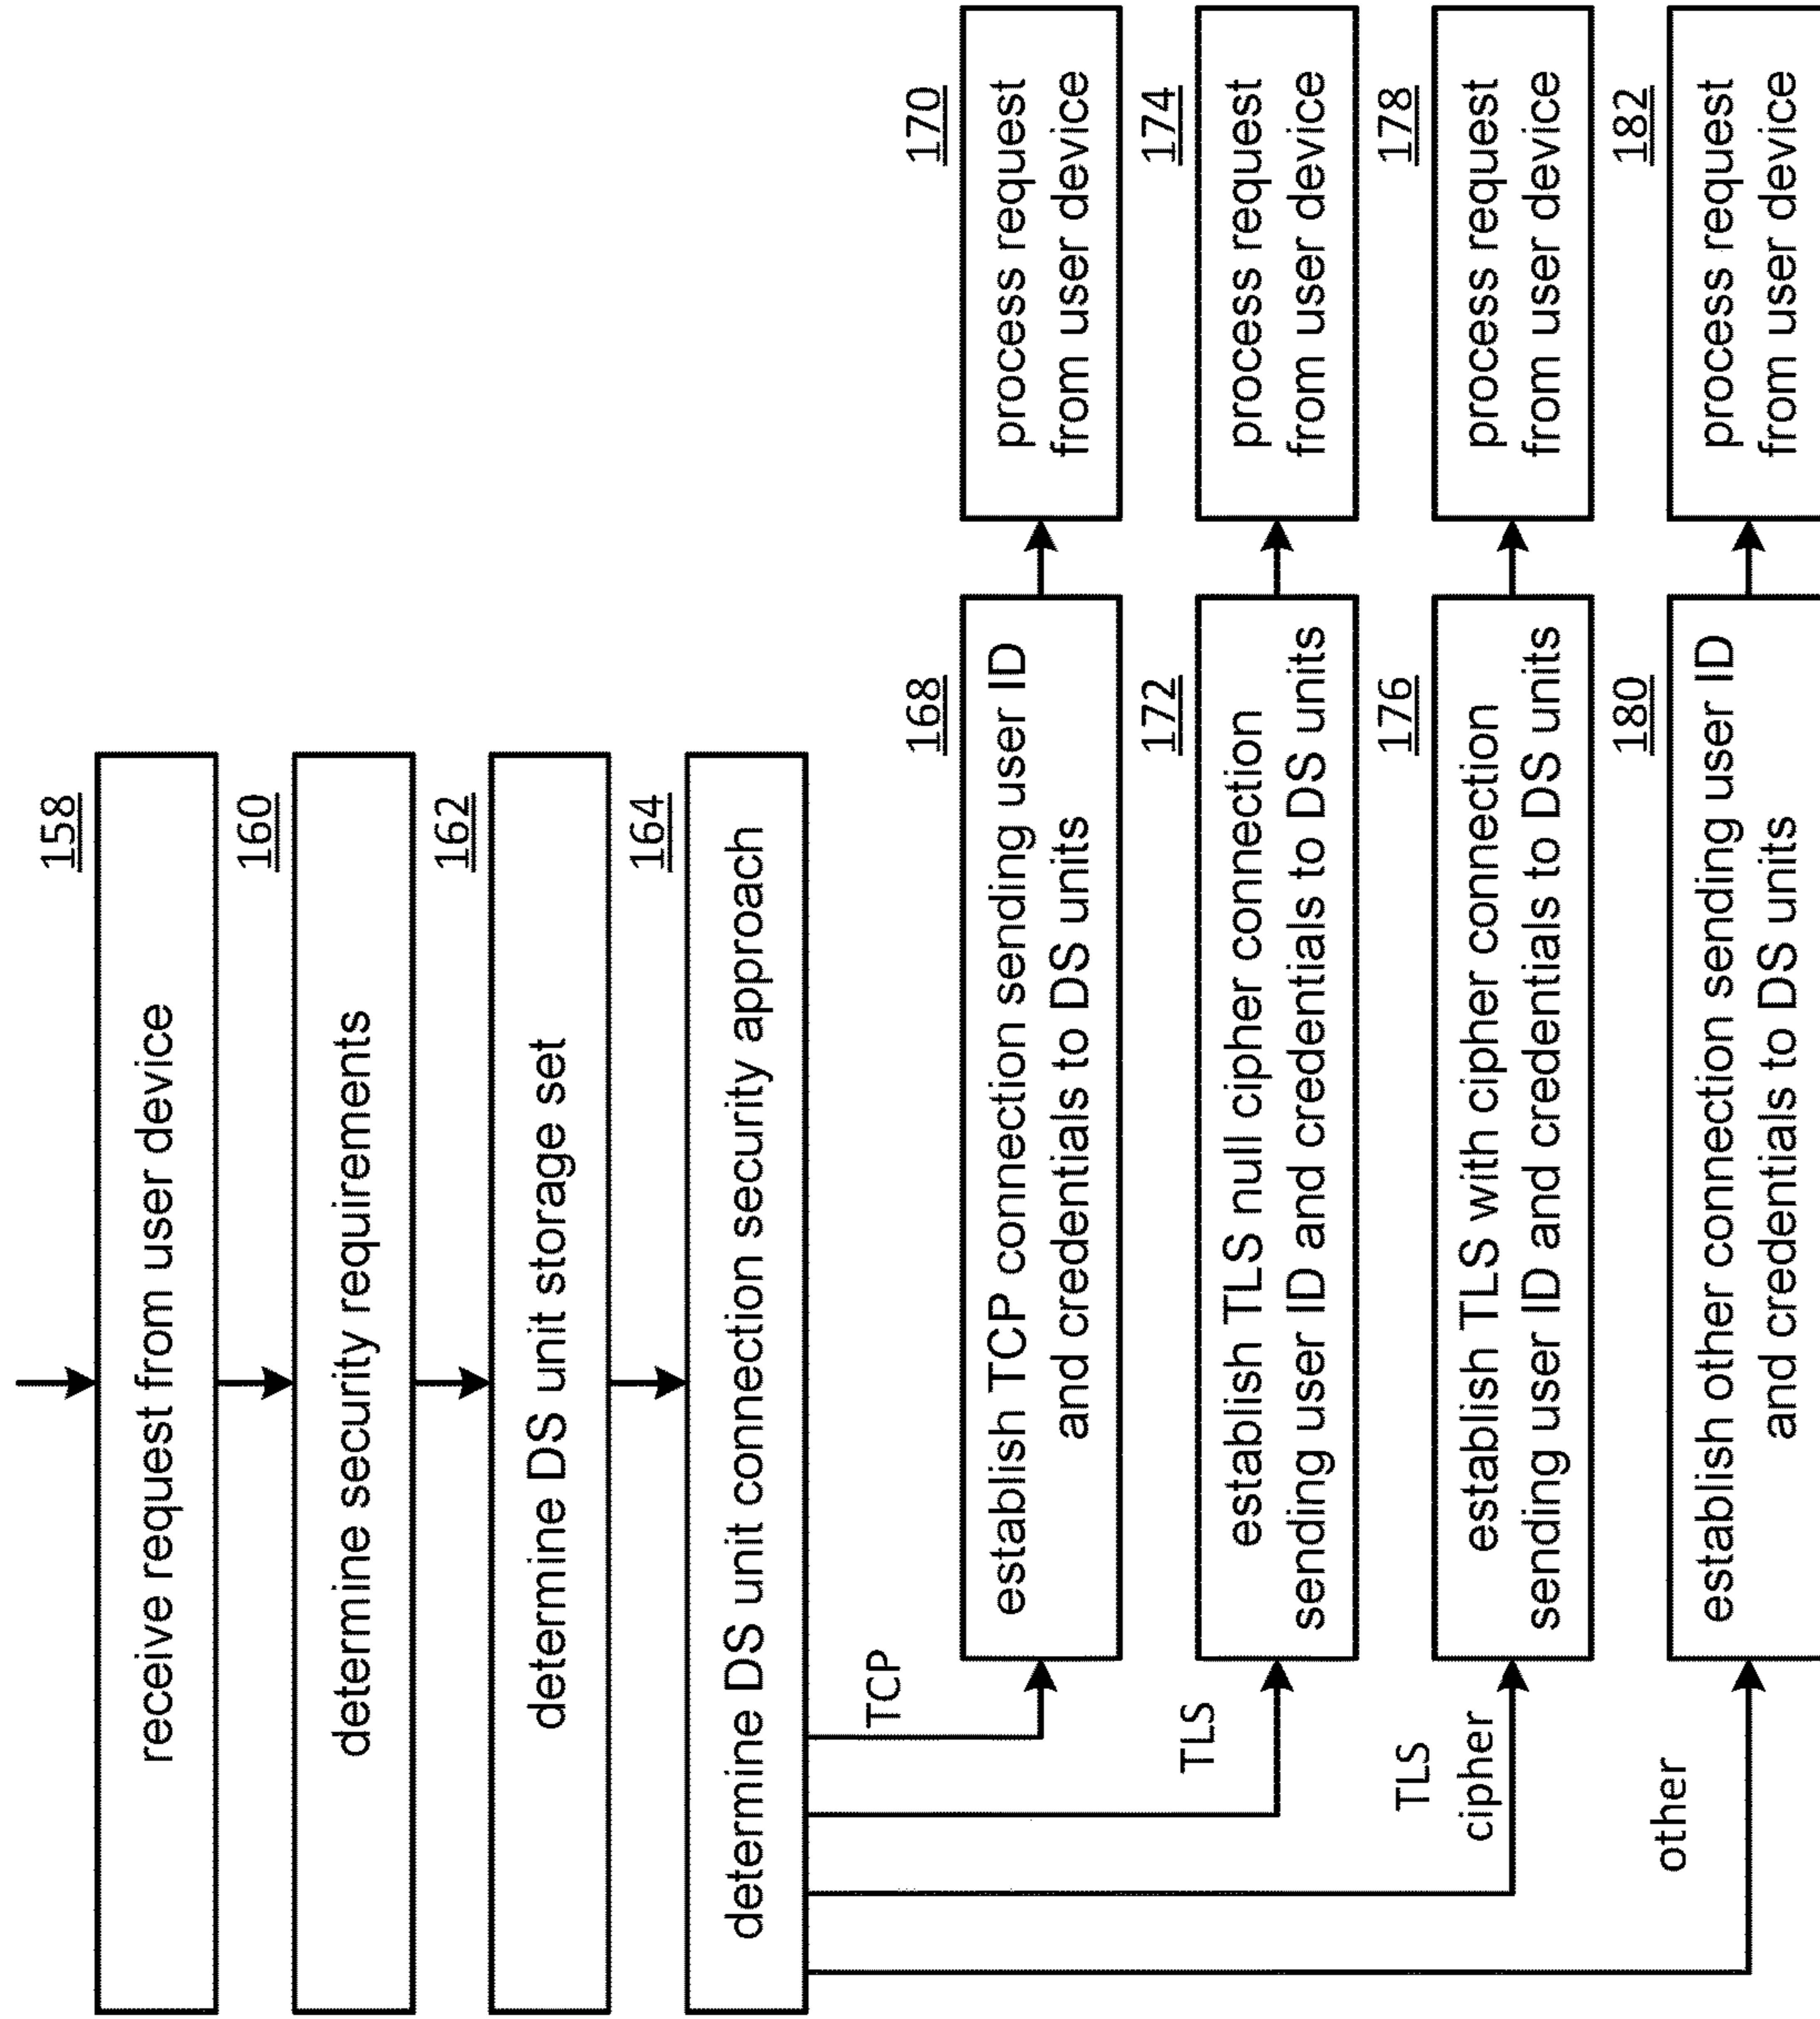 158
receive request from user device
160
determine security requirements
162
determine DS unit storage set
164
determine DS unit connection security approach
TCP
168
establish TCP connection sending user ID
and credentials to DS units
170
process request
from user device
TLS
172
establish TLS null cipher connection
sending user ID and credentials to DS units
174
process request
from user device
TLS
cipher
176
establish TLS with cipher connection
sending user ID and credentials to DS units
178
process request
from user device
other
180
establish other connection sending user ID
and credentials to DS units
182
process request
from user device